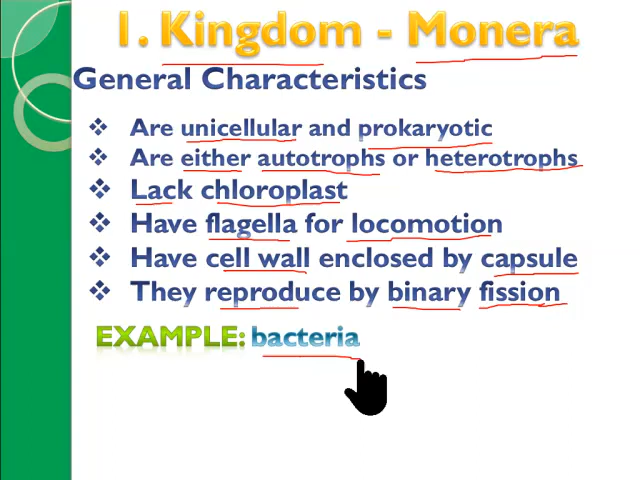 1. Kingdom - Monera
General Characteristics
❖ Are unicellular and prokaryotic
❖ Are either autotrophs or heterotrophs
❖ Lack chloroplast
❖ Have flagella for locomotion
❖ Have cell wall enclosed by capsule
❖ They reproduce by binary fission
EXAMPLE: bacteria